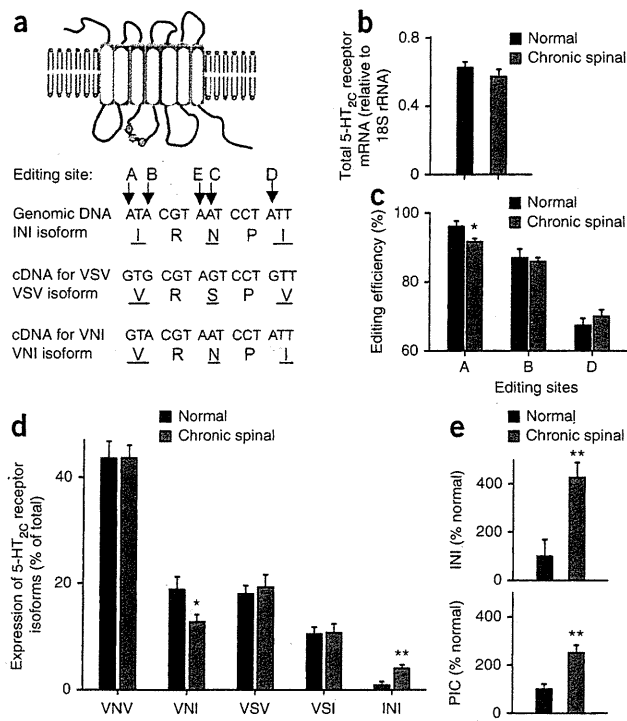 a
Editing site: A B E C D
Genomic DNA ATA CGT AAT CCT ATT
INI isoform I R N P I
cDNA for VSV GTG CGT AGT CCT GTT
VSV isoform V R S P V
cDNA for VNI GTA CGT AAT CCT ATT
VNI isoform V R N P I
b
Normal
Chronic spinal
Total 5-HT2C receptor
mRNA (relative to
18S rRNA)
0.8
0.4
0
c
Normal
Chronic spinal
Editing efficiency (%)
100
80
60
*
A B D
Editing sites
d
Normal
Chronic spinal
Expression of 5-HT2C receptor
isoforms (% of total)
40
20
0
*
**
VNV VNI VSV VSI INI
e
Normal
Chronic spinal
INI (% normal)
400
200
0
**
PIC (% normal)
400
200
0
**